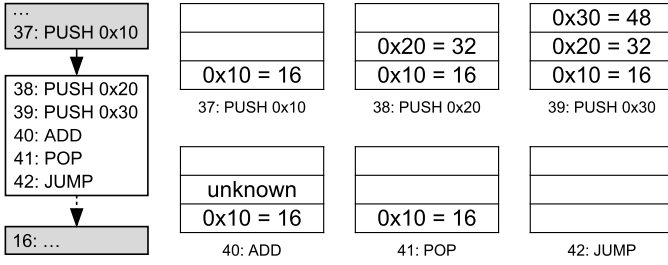 ...
37: PUSH 0x10
38: PUSH 0x20
39: PUSH 0x30
40: ADD
41: POP
42: JUMP
16: ...
0x10 = 16
37: PUSH 0x10
0x20 = 32
0x10 = 16
38: PUSH 0x20
0x30 = 48
0x20 = 32
0x10 = 16
39: PUSH 0x30
unknown
0x10 = 16
40: ADD
0x10 = 16
41: POP
42: JUMP